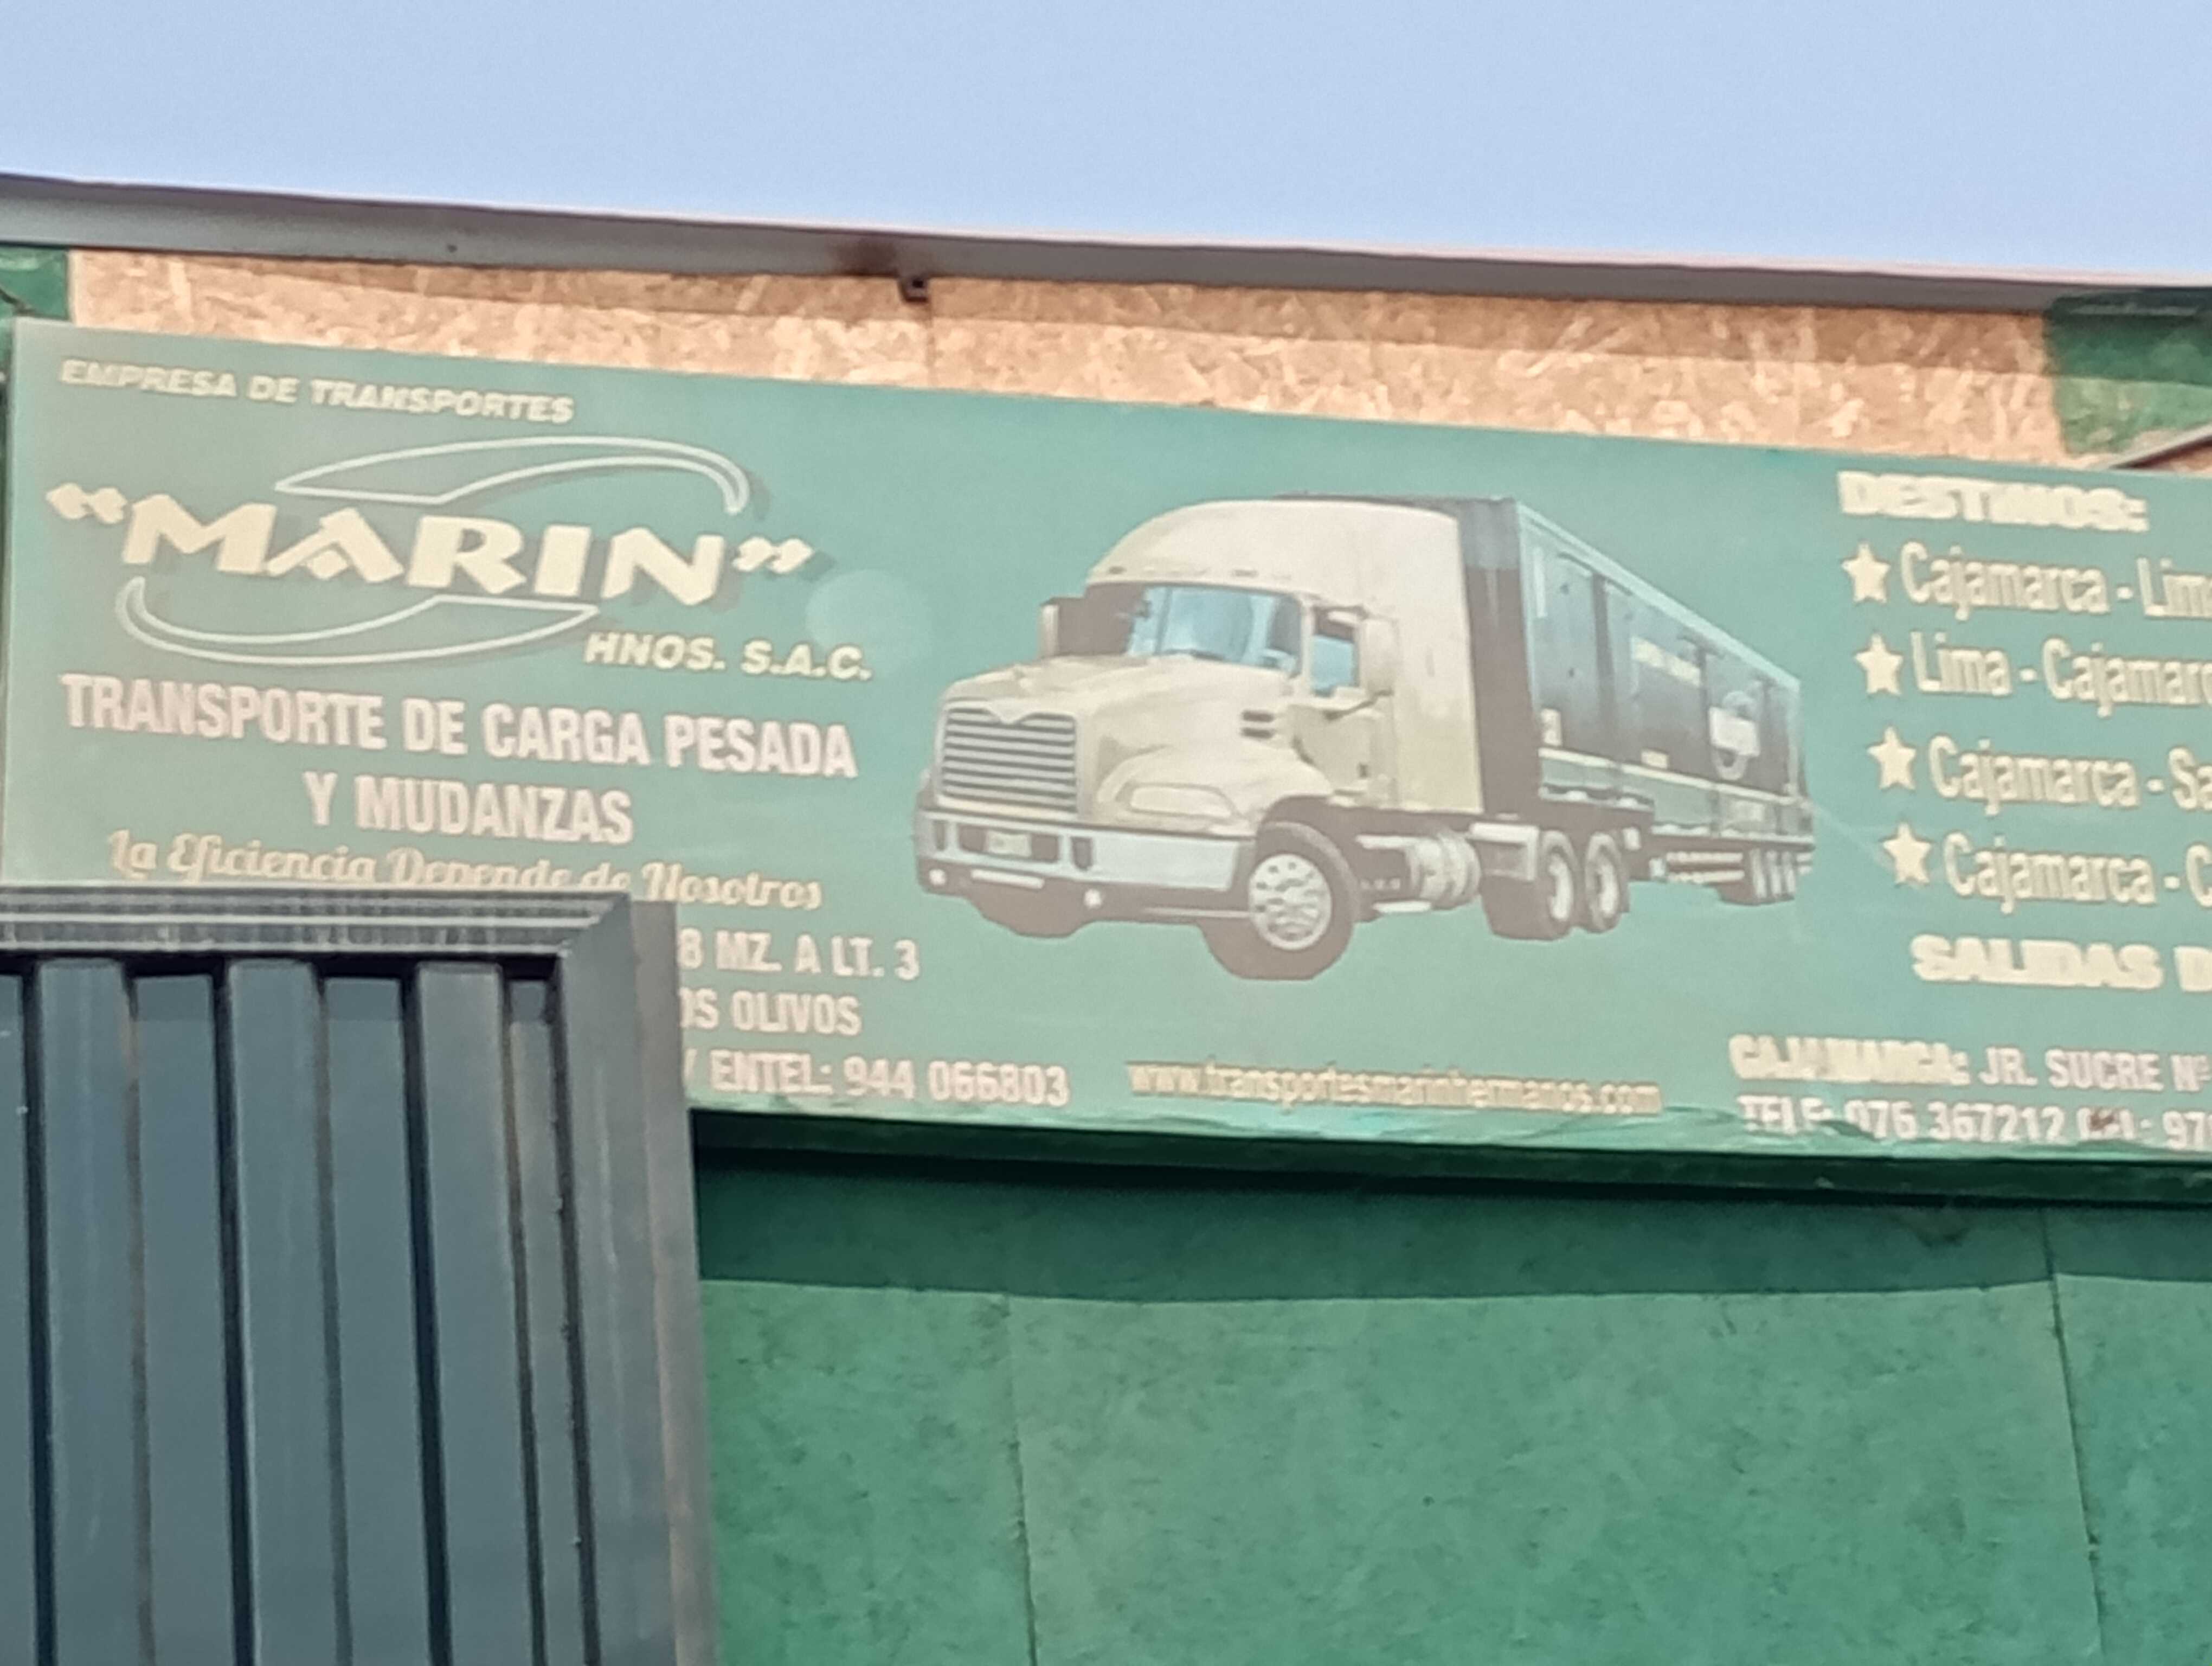 EMPRESA DE TRANSPORTES
"MARIN"
HNOS. S.A.C.
TRANSPORTE DE CARGA PESADA
Y MUDANZAS
La Eficiencia Depende de Nosotros
8 MZ. A LT. 3
OS OLIVOS
/ ENTEL: 944 066803
www.transportesmarinhermanos.com
DESTINOS:
Cajamarca - Lim
Lima - Cajamar
Cajamarca - Sa
Cajamarca - C
SALIDAS D
CAJAMARCA: JR. SUCRE Nº
TELF: 076 367212 97